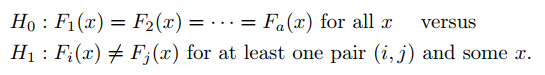 H₀ : F₁(x) = F₂(x) = ··· = Fₐ(x) for all x versus
H₁ : Fᵢ(x) ≠ Fⱼ(x) for at least one pair (i, j) and some x.